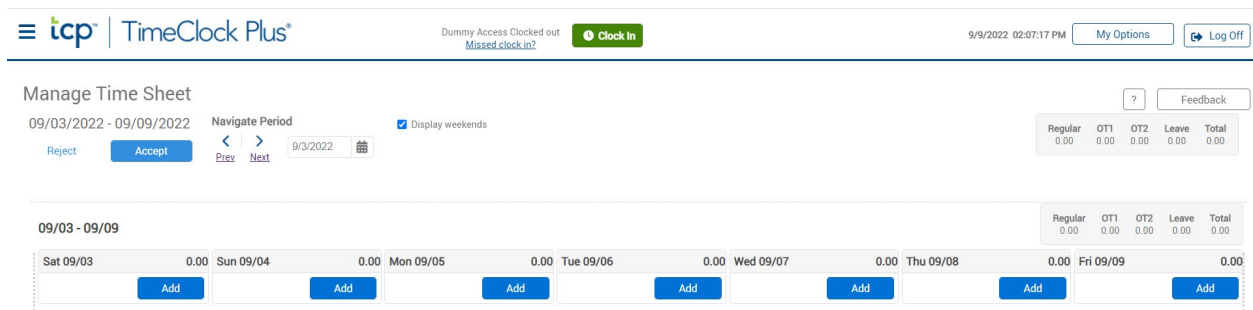 tcp™ TimeClock Plus®
Dummy Access Clocked out
Missed clock in?
Clock In
9/9/2022 02:07:17 PM
My Options
Log Off
Manage Time Sheet
?
Feedback
09/03/2022 - 09/09/2022
Navigate Period
Display weekends
Reject
Accept
Prev
Next
9/3/2022
Regular OT1 OT2 Leave Total
0.00 0.00 0.00 0.00 0.00
09/03 - 09/09
Regular OT1 OT2 Leave Total
0.00 0.00 0.00 0.00 0.00
Sat 09/03 0.00 Sun 09/04 0.00 Mon 09/05 0.00 Tue 09/06 0.00 Wed 09/07 0.00 Thu 09/08 0.00 Fri 09/09 0.00
Add Add Add Add Add Add Add